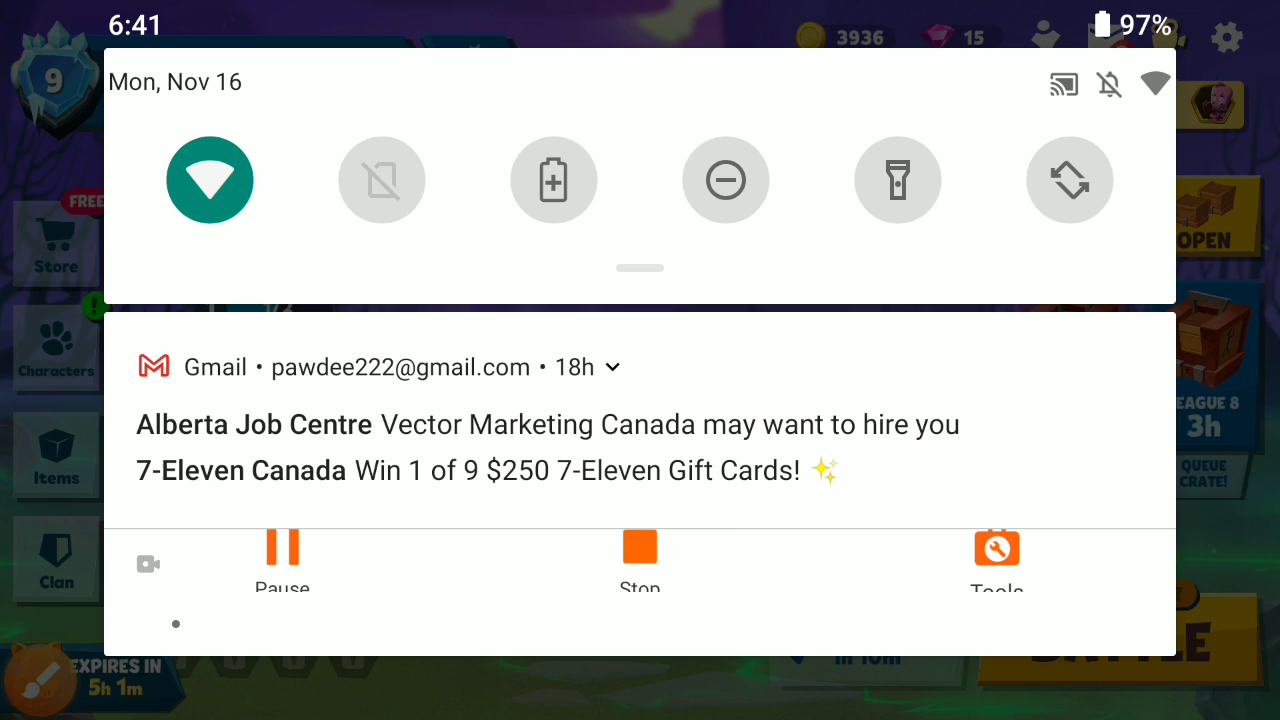 6:41
97%
3936
15
9
Mon, Nov 16
FREE
Store
OPEN
Characters
Gmail • pawdee222@gmail.com • 18h
Alberta Job Centre Vector Marketing Canada may want to hire you
7-Eleven Canada Win 1 of 9 $250 7-Eleven Gift Cards! ✨
EAGUE 8
3h
QUEUE
CRATE!
Items
Pause
Stop
Tools
Clan
EXPIRES IN
5h 1m
BATTLE